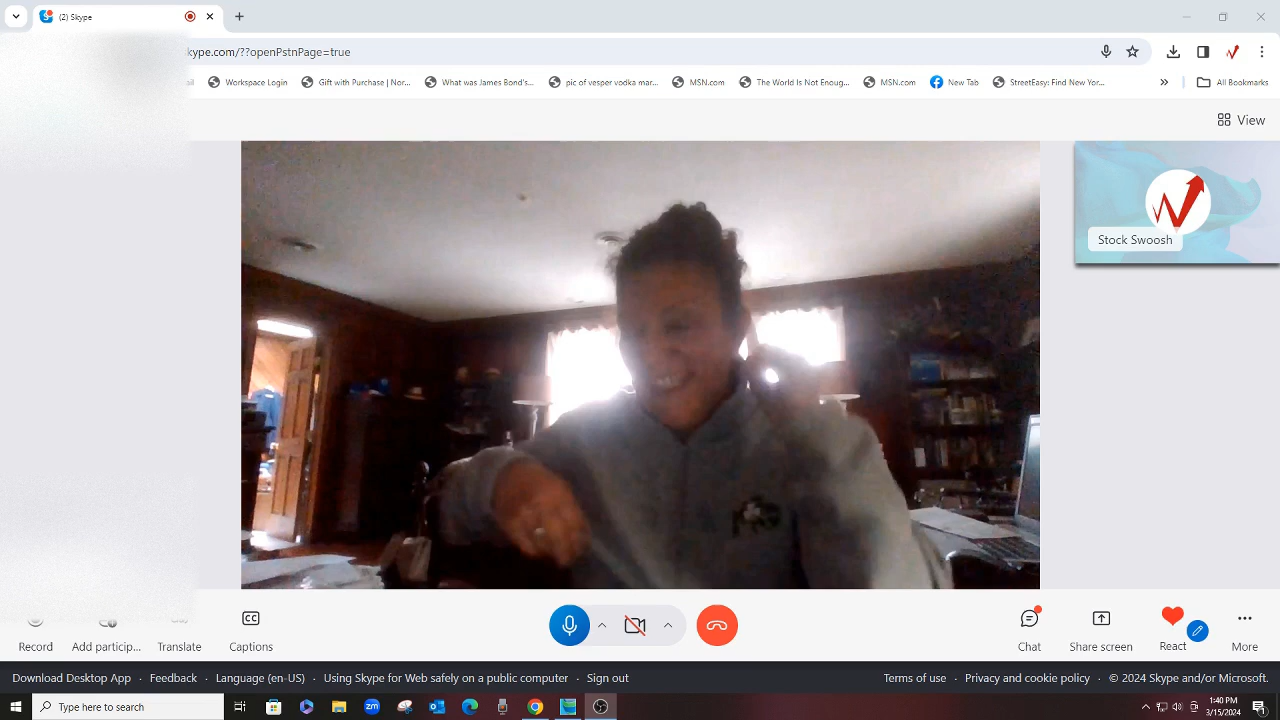 (2) Skype
kype.com/??openPstnPage=true
ail Workspace Login Gift with Purchase | Nor... What was James Bond's... pic of vesper vodka mar... MSN.com The World Is Not Enoug... MSN.com New Tab StreetEasy: Find New Yor... » All Bookmarks
View
Stock Swoosh
Record Add particip... Translate CC Captions Chat Share screen React More
Download Desktop App · Feedback · Language (en-US) · Using Skype for Web safely on a public computer · Sign out Terms of use · Privacy and cookie policy · © 2024 Skype and/or Microsoft.
Type here to search zm 1:40 PM
3/15/2024